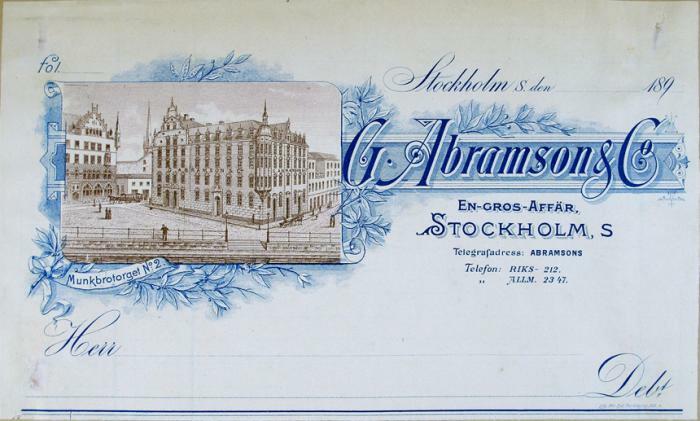 fol.
Stockholm S. den 189
G. Abramson & Co
EN-GROS-AFFÄR,
STOCKHOLM, S
Telegrafadress: ABRAMSONS
Telefon: RIKS- 212.
„ ALLM. 23 47.
Munkbrotorget No 2
Herr
Debt.